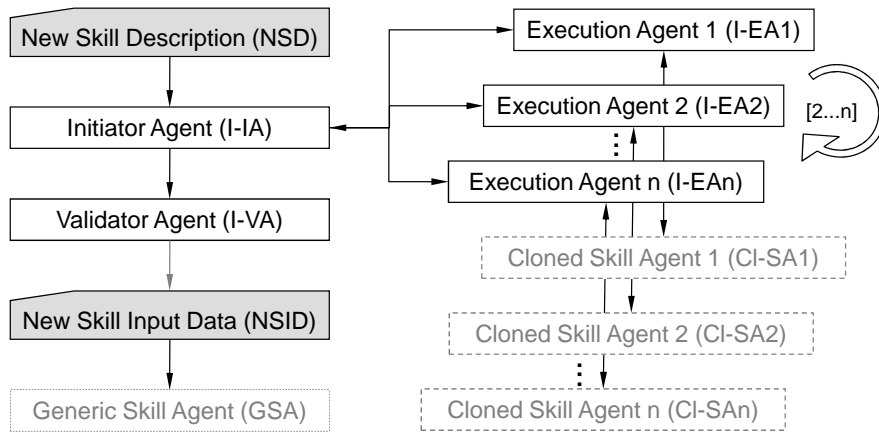 New Skill Description (NSD)
Initiator Agent (I-IA)
Validator Agent (I-VA)
New Skill Input Data (NSID)
Generic Skill Agent (GSA)
Execution Agent 1 (I-EA1)
Execution Agent 2 (I-EA2)
[2...n]
Execution Agent n (I-EAn)
Cloned Skill Agent 1 (Cl-SA1)
Cloned Skill Agent 2 (Cl-SA2)
Cloned Skill Agent n (Cl-SAn)